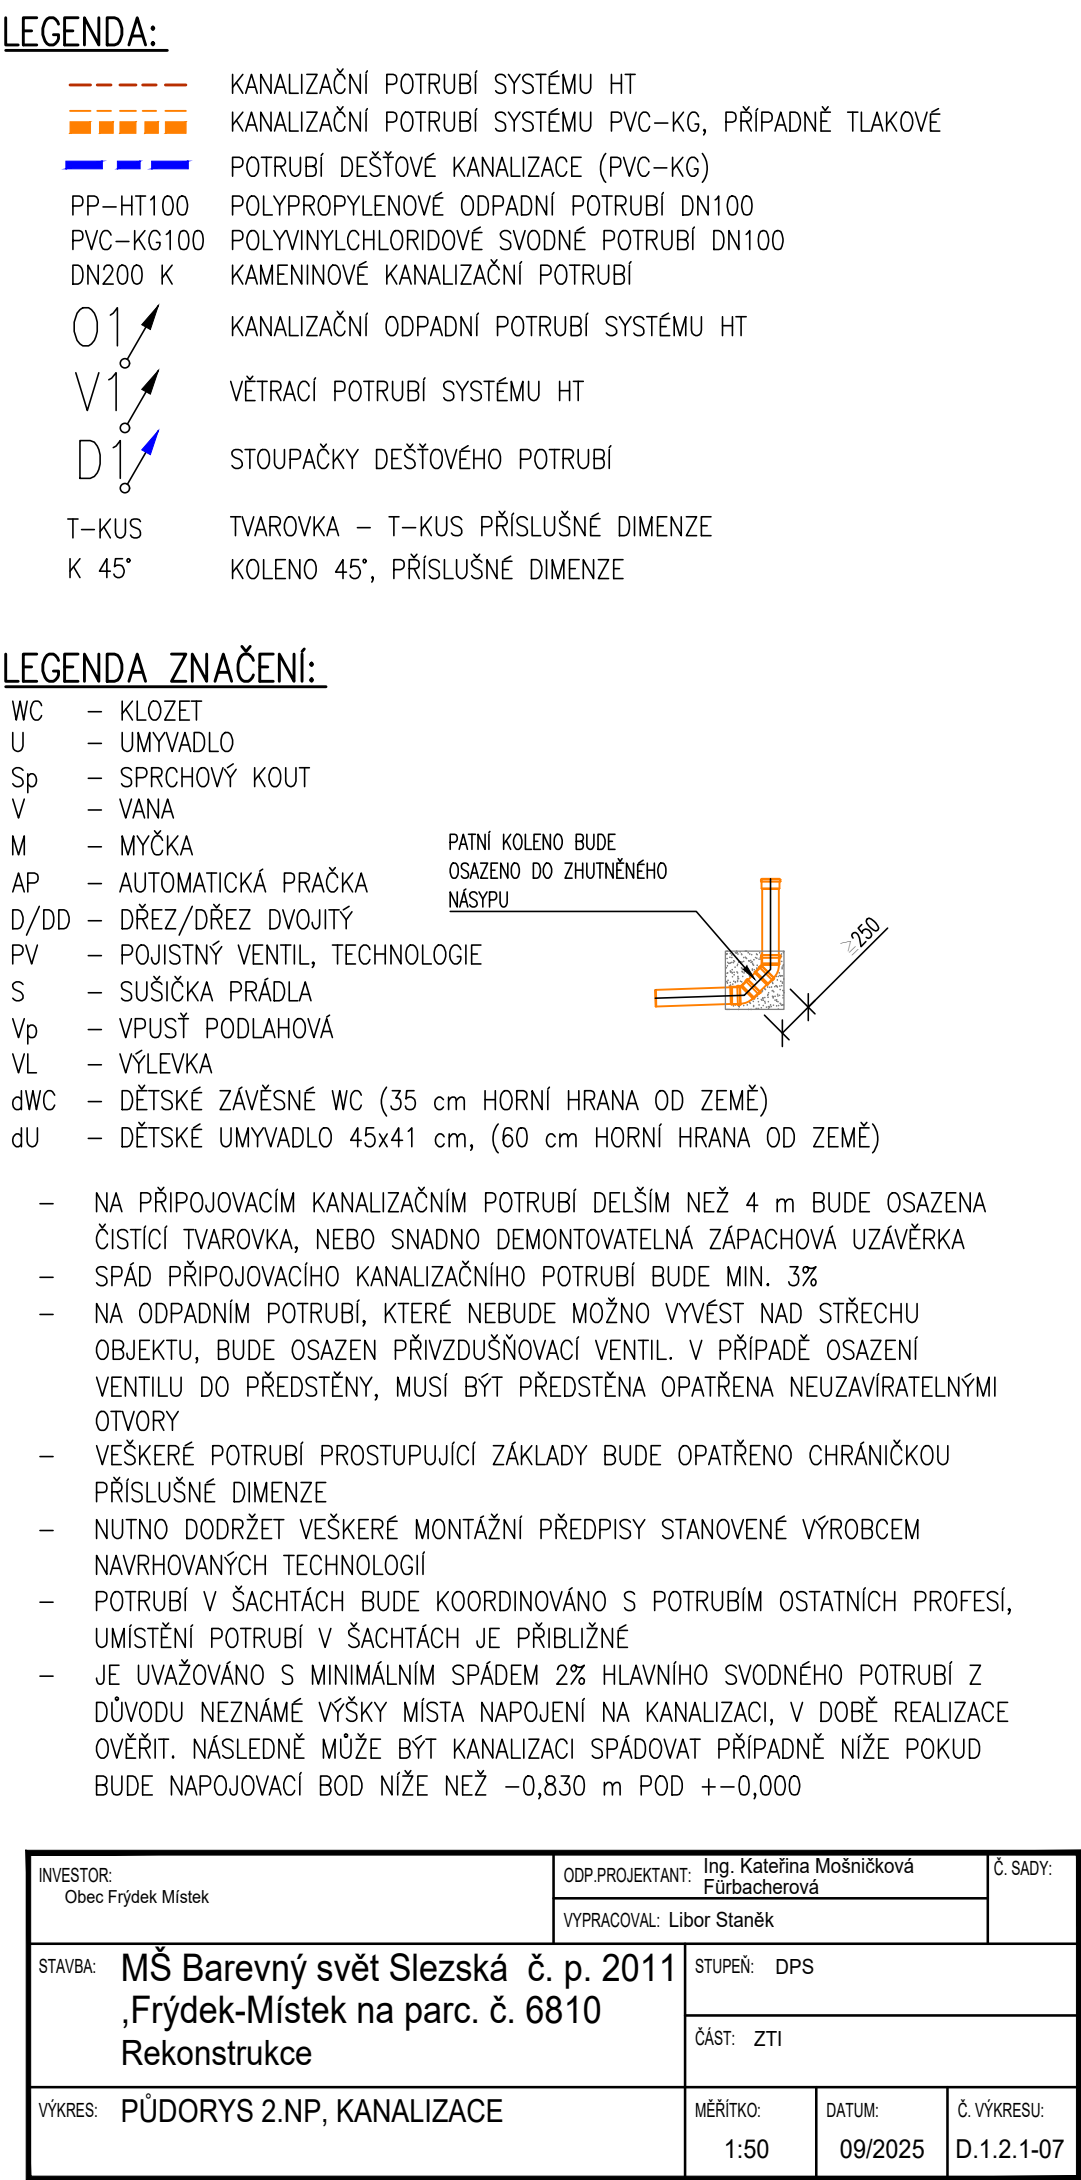 LEGENDA:
KANALIZAČNÍ POTRUBÍ SYSTÉMU HT
KANALIZAČNÍ POTRUBÍ SYSTÉMU PVC-KG, PŘÍPADNĚ TLAKOVÉ
POTRUBÍ DEŠŤOVÉ KANALIZACE (PVC-KG)
PP-HT100 POLYPROPYLENOVÉ ODPADNÍ POTRUBÍ DN100
PVC-KG100 POLYVINYLCHLORIDOVÉ SVODNÉ POTRUBÍ DN100
DN200 K KAMENINOVÉ KANALIZAČNÍ POTRUBÍ
O1 KANALIZAČNÍ ODPADNÍ POTRUBÍ SYSTÉMU HT
V1 VĚTRACÍ POTRUBÍ SYSTÉMU HT
D1 STOUPAČKY DEŠŤOVÉHO POTRUBÍ
T-KUS TVAROVKA - T-KUS PŘÍSLUŠNÉ DIMENZE
K 45° KOLENO 45°, PŘÍSLUŠNÉ DIMENZE
LEGENDA ZNAČENÍ:
WC - KLOZET
U - UMYVADLO
Sp - SPRCHOVÝ KOUT
V - VANA
M - MYČKA
AP - AUTOMATICKÁ PRAČKA
D/DD - DŘEZ/DŘEZ DVOJITÝ
PV - POJISTNÝ VENTIL, TECHNOLOGIE
S - SUŠIČKA PRÁDLA
Vp - VPUSŤ PODLAHOVÁ
VL - VÝLEVKA
dWC - DĚTSKÉ ZÁVĚSNÉ WC (35 cm HORNÍ HRANA OD ZEMĚ)
dU - DĚTSKÉ UMYVADLO 45x41 cm, (60 cm HORNÍ HRANA OD ZEMĚ)
PATNÍ KOLENO BUDE
OSAZENO DO ZHUTNĚNÉHO
NÁSYPU
≥250
- NA PŘIPOJOVACÍM KANALIZAČNÍM POTRUBÍ DELŠÍM NEŽ 4 m BUDE OSAZENA
ČISTÍCÍ TVAROVKA, NEBO SNADNO DEMONTOVATELNÁ ZÁPACHOVÁ UZÁVĚRKA
- SPÁD PŘIPOJOVACÍHO KANALIZAČNÍHO POTRUBÍ BUDE MIN. 3%
- NA ODPADNÍM POTRUBÍ, KTERÉ NEBUDE MOŽNO VYVÉST NAD STŘECHU
OBJEKTU, BUDE OSAZEN PŘIVZDUŠŇOVACÍ VENTIL. V PŘÍPADĚ OSAZENÍ
VENTILU DO PŘEDSTĚNY, MUSÍ BÝT PŘEDSTĚNA OPATŘENA NEUZAVÍRATELNÝMI
OTVORY
- VEŠKERÉ POTRUBÍ PROSTUPUJÍCÍ ZÁKLADY BUDE OPATŘENO CHRÁNIČKOU
PŘÍSLUŠNÉ DIMENZE
- NUTNO DODRŽET VEŠKERÉ MONTÁŽNÍ PŘEDPISY STANOVENÉ VÝROBCEM
NAVRHOVANÝCH TECHNOLOGIÍ
- POTRUBÍ V ŠACHTÁCH BUDE KOORDINOVÁNO S POTRUBÍM OSTATNÍCH PROFESÍ,
UMÍSTĚNÍ POTRUBÍ V ŠACHTÁCH JE PŘIBLIŽNÉ
- JE UVAŽOVÁNO S MINIMÁLNÍM SPÁDEM 2% HLAVNÍHO SVODNÉHO POTRUBÍ Z
DŮVODU NEZNÁMÉ VÝŠKY MÍSTA NAPOJENÍ NA KANALIZACI, V DOBĚ REALIZACE
OVĚŘIT. NÁSLEDNĚ MŮŽE BÝT KANALIZACI SPÁDOVAT PŘÍPADNĚ NÍŽE POKUD
BUDE NAPOJOVACÍ BOD NÍŽE NEŽ -0,830 m POD +-0,000
INVESTOR:
Obec Frýdek Místek
ODP.PROJEKTANT: Ing. Kateřina Mošničková
Fürbacherová
VYPRACOVAL: Libor Staněk
Č. SADY:
STAVBA: MŠ Barevný svět Slezská č. p. 2011
,Frýdek-Místek na parc. č. 6810
Rekonstrukce
STUPEŇ: DPS
ČÁST: ZTI
VÝKRES: PŮDORYS 2.NP, KANALIZACE
MĚŘÍTKO:
1:50
DATUM:
09/2025
Č. VÝKRESU:
D.1.2.1-07